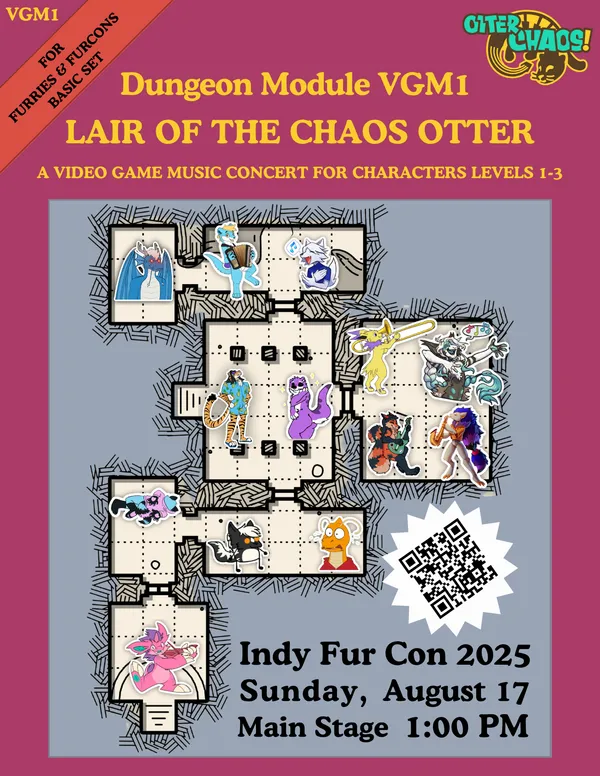 VGM1
FOR
FURRIES & FURCONS
BASIC SET
OTTER
CHAOS!
Dungeon Module VGM1
LAIR OF THE CHAOS OTTER
A VIDEO GAME MUSIC CONCERT FOR CHARACTERS LEVELS 1-3
Indy Fur Con 2025
Sunday, August 17
Main Stage 1:00 PM